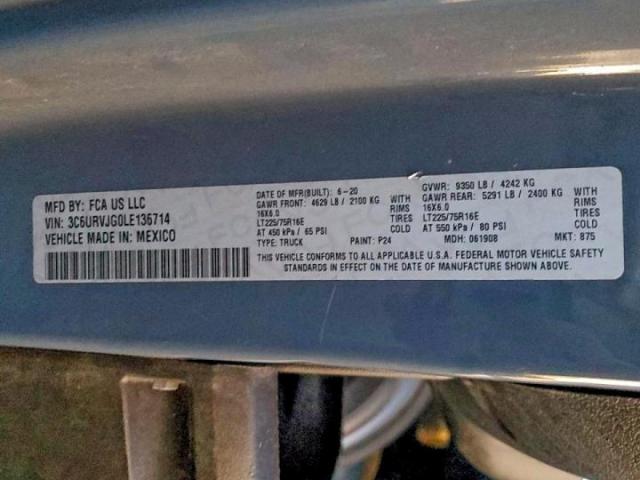 MFD BY: FCA US LLC
VIN: 3C6URVJG0LE136714
VEHICLE MADE IN: MEXICO
DATE OF MFR(BUILT): 6-20
GAWR FRONT: 4629 LB / 2100 KG
16X6.0 RIMS
LT225/75R16E TIRES
AT 450 kPa / 65 PSI COLD
TYPE: TRUCK PAINT: P24
GVWR: 9350 LB / 4242 KG
GAWR REAR: 5291 LB / 2400 KG
16X6.0 RIMS
LT225/75R16E TIRES
AT 550 kPa / 80 PSI COLD
MDH: 061908 MKT: 875
THIS VEHICLE CONFORMS TO ALL APPLICABLE U.S.A. FEDERAL MOTOR VEHICLE SAFETY
STANDARDS IN EFFECT ON THE DATE OF MANUFACTURE SHOWN ABOVE.